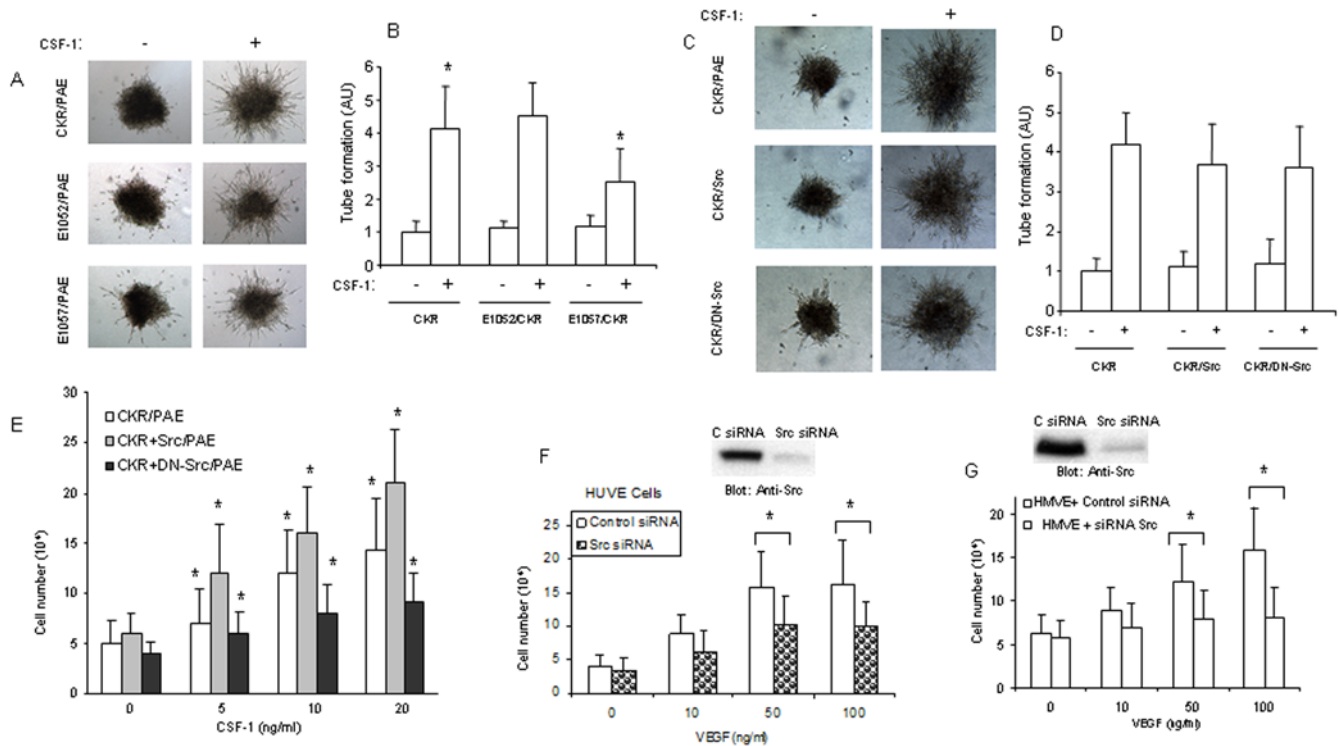 A
CSF-1: - +
CKR/PAE
E1052/PAE
E1057/PAE
B
Tube formation (AU)
6
5
4
3
2
1
0
* *
CSF-1: - + - + - +
CKR E1052/CKR E1057/CKR
C
CSF-1: - +
CKR/PAE
CKR/Src
CKR/DN-Src
D
Tube formation (AU)
6
5
4
3
2
1
0
CSF-1: - + - + - +
CKR CKR/Src CKR/DN-Src
E
CKR/PAE
CKR+Src/PAE
CKR+DN-Src/PAE
Cell number (10⁴)
30
25
20
15
10
5
0
* * * * * * * * *
0 5 10 20
CSF-1 (ng/ml)
F
C siRNA Src siRNA
Blot: Anti-Src
HUVE Cells
Control siRNA
Src siRNA
Cell number (10⁴)
25
20
15
10
5
0
* *
0 10 50 100
VEGF (ng/ml)
G
C siRNA Src siRNA
Blot: Anti-Src
HMVE+ Control siRNA
HMVE + siRNA Src
Cell number (10⁴)
20
15
10
5
0
* *
0 10 50 100
VEGF (ng/ml)